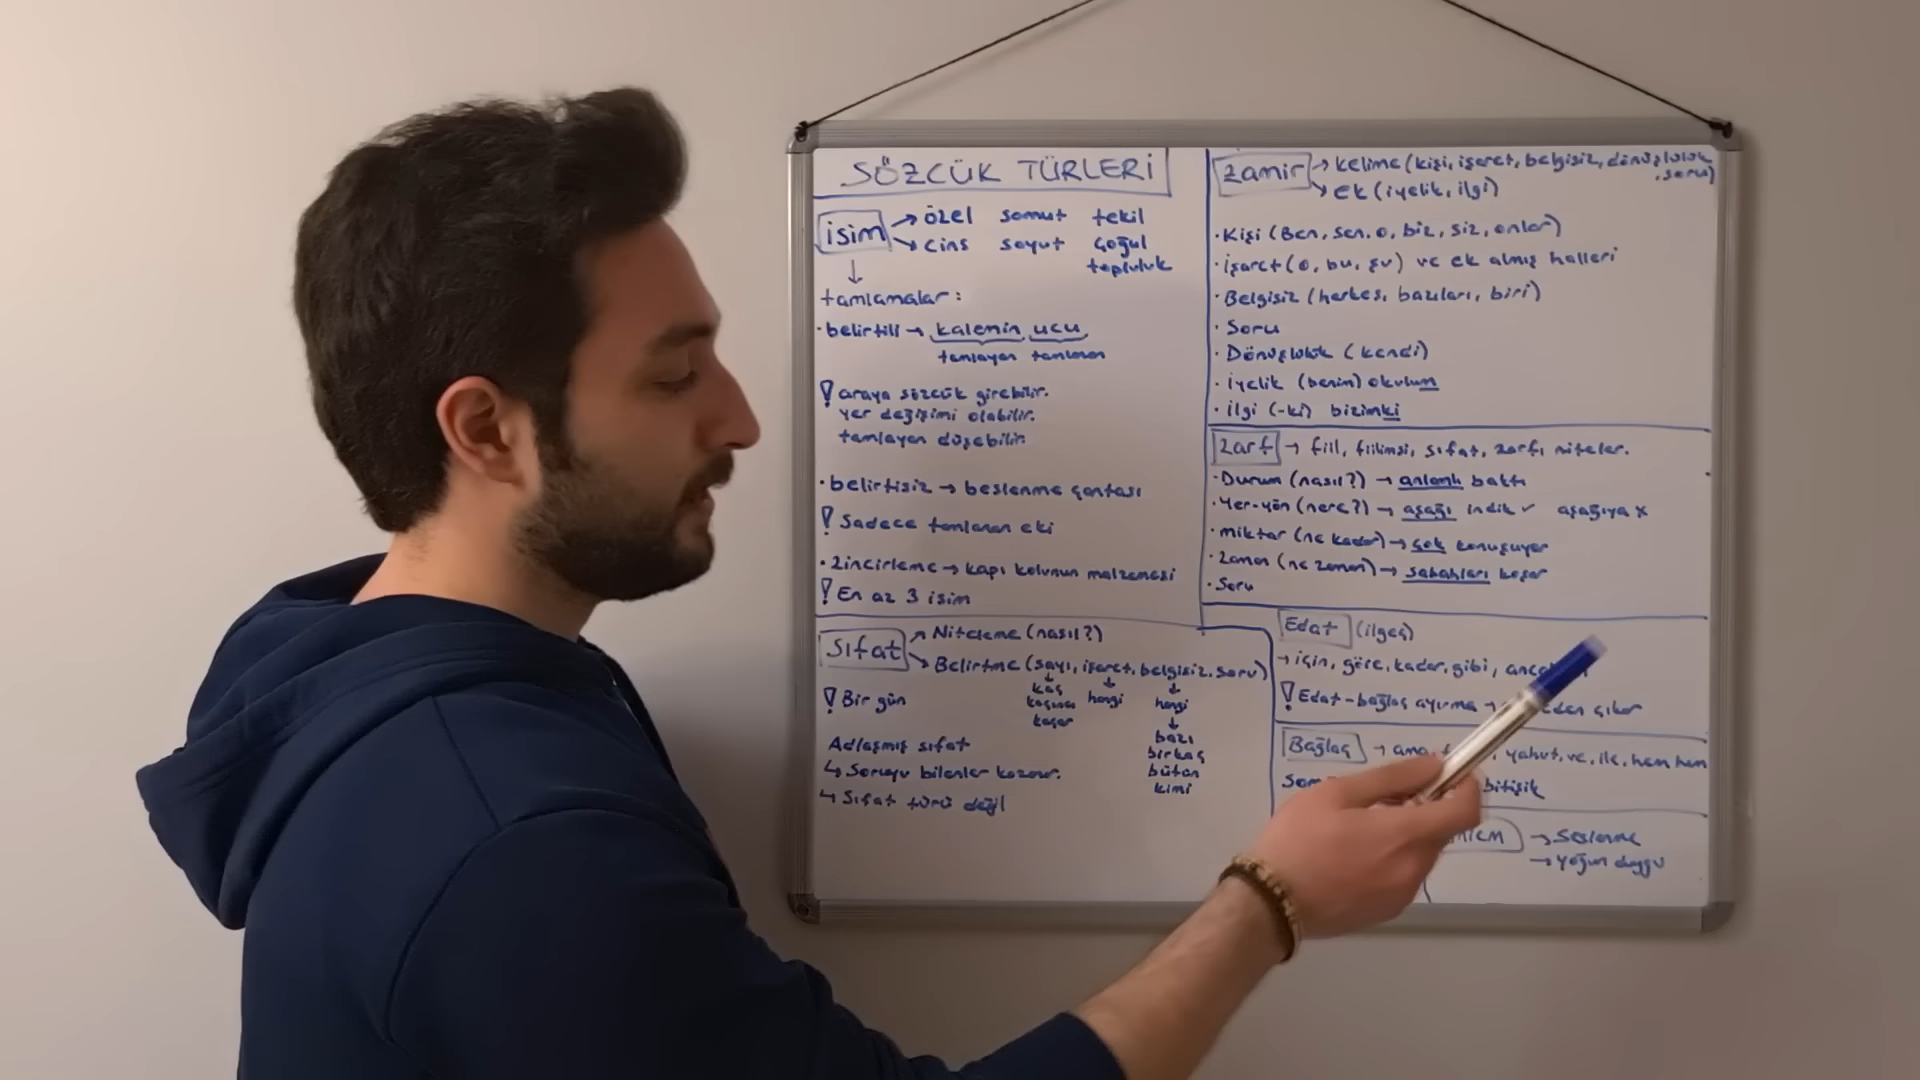 SÖZCÜK TÜRLERİ
isim → özel somut tekil
→ cins soyut çoğul
topluluk
↓
tamlamalar:
• belirtili → kalemin ucu
tamlayan tamlanan
! araya sözcük girebilir.
yer değişimi olabilir.
tamlayan düşebilir.
• belirtisiz → beslenme çantası
! Sadece tamlanan eki
• Zincirleme → kapı kolunun malzemesi
! En az 3 isim
Sıfat → Niteleme (nasıl?)
→ Belirtme (sayı, işaret, belgisiz, soru)
↓ ↓ ↓
kaç hangi hangi
kaçıncı ↓
kaçar bazı
birkaç
bütün
kimi
! Bir gün
Adlaşmış sıfat
↳ Soruyu bilenler kazanır.
↳ Sıfat türü değil
Zamir → kelime (kişi, işaret, belgisiz, dönüşlülük, soru)
→ ek (iyelik, ilgi)
• Kişi (Ben, sen, o, biz, siz, onlar)
• işaret (o, bu, şu) ve ek almış halleri
• Belgisiz (herkes, bazıları, biri)
• Soru
• Dönüşlülük (kendi)
• iyelik (benim) okulum
• ilgi (-ki) bizimki
Zarf → fiil, fiilimsi, sıfat, zarfı niteler.
• Durum (nasıl?) → anlamlı baktı
• Yer-yön (nere?) → aşağı indik ✓ aşağıya x
• miktar (ne kadar) → çok konuşuyor
• Zaman (ne zaman) → sabahları koşar
• Soru
Edat (ilgeç)
→ için, göre, kadar, gibi,
! Edat-bağlaç ayrımı → çıkar
Bağlaç → yahut, ve, ile, hem hem
bitişik
→ Seslenme
→ Yoğun duygu